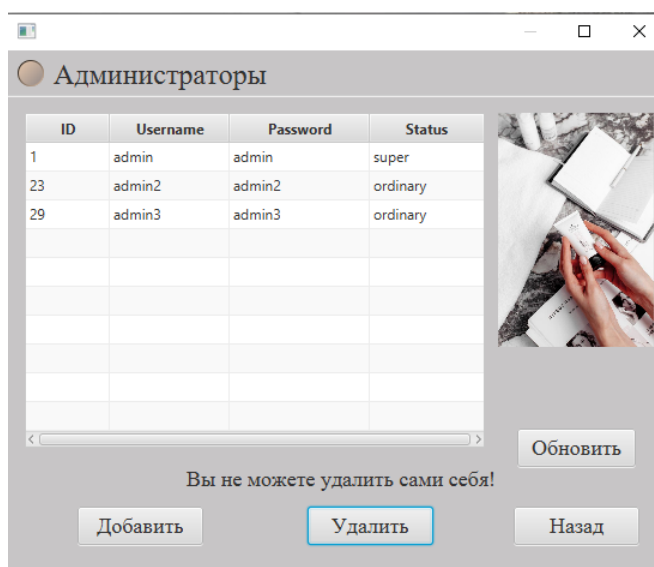 Администраторы
ID Username Password Status
1 admin admin super
23 admin2 admin2 ordinary
29 admin3 admin3 ordinary
Обновить
Вы не можете удалить сами себя!
Добавить Удалить Назад